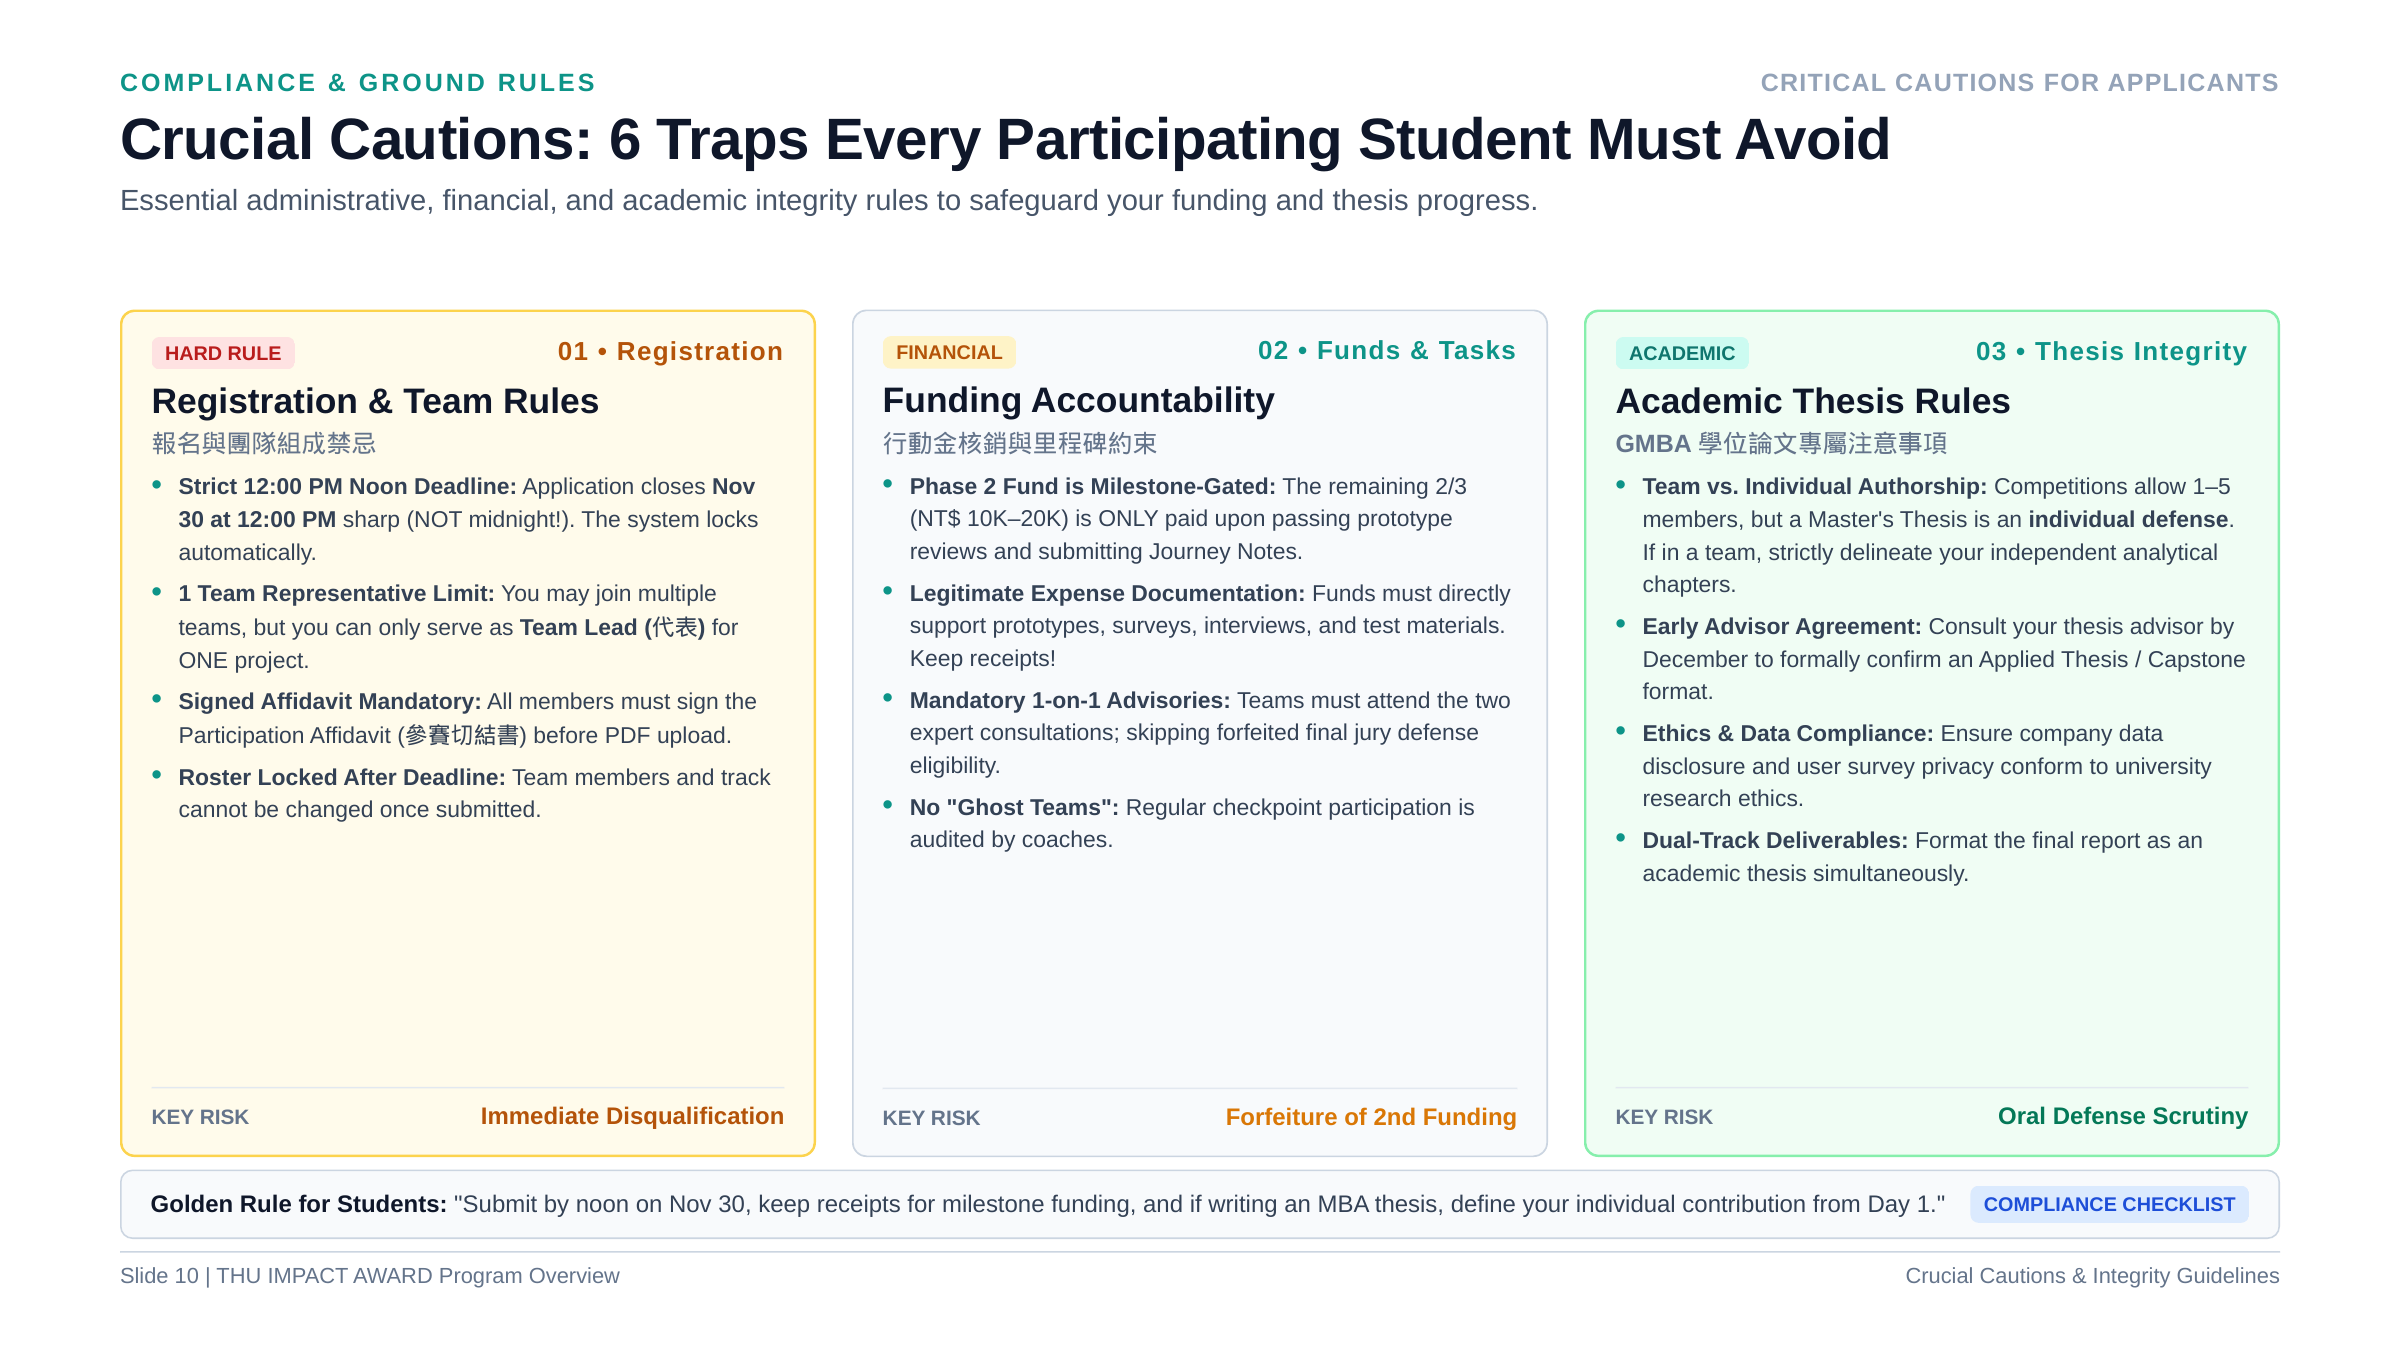 COMPLIANCE & GROUND RULES
CRITICAL CAUTIONS FOR APPLICANTS
Crucial Cautions: 6 Traps Every Participating Student Must Avoid
Essential administrative, financial, and academic integrity rules to safeguard your funding and thesis progress.
HARD RULE
01 • Registration
Registration & Team Rules
報名與團隊組成禁忌
• Strict 12:00 PM Noon Deadline: Application closes Nov
30 at 12:00 PM sharp (NOT midnight!). The system locks
automatically.
• 1 Team Representative Limit: You may join multiple
teams, but you can only serve as Team Lead (代表) for
ONE project.
• Signed Affidavit Mandatory: All members must sign the
Participation Affidavit (參賽切結書) before PDF upload.
• Roster Locked After Deadline: Team members and track
cannot be changed once submitted.
KEY RISK
Immediate Disqualification
FINANCIAL
02 • Funds & Tasks
Funding Accountability
行動金核銷與里程碑約束
• Phase 2 Fund is Milestone-Gated: The remaining 2/3
(NT$ 10K–20K) is ONLY paid upon passing prototype
reviews and submitting Journey Notes.
• Legitimate Expense Documentation: Funds must directly
support prototypes, surveys, interviews, and test materials.
Keep receipts!
• Mandatory 1-on-1 Advisories: Teams must attend the two
expert consultations; skipping forfeited final jury defense
eligibility.
• No "Ghost Teams": Regular checkpoint participation is
audited by coaches.
KEY RISK
Forfeiture of 2nd Funding
ACADEMIC
03 • Thesis Integrity
Academic Thesis Rules
GMBA 學位論文專屬注意事項
• Team vs. Individual Authorship: Competitions allow 1–5
members, but a Master's Thesis is an individual defense.
If in a team, strictly delineate your independent analytical
chapters.
• Early Advisor Agreement: Consult your thesis advisor by
December to formally confirm an Applied Thesis / Capstone
format.
• Ethics & Data Compliance: Ensure company data
disclosure and user survey privacy conform to university
research ethics.
• Dual-Track Deliverables: Format the final report as an
academic thesis simultaneously.
KEY RISK
Oral Defense Scrutiny
Golden Rule for Students: "Submit by noon on Nov 30, keep receipts for milestone funding, and if writing an MBA thesis, define your individual contribution from Day 1."
COMPLIANCE CHECKLIST
Slide 10 | THU IMPACT AWARD Program Overview
Crucial Cautions & Integrity Guidelines